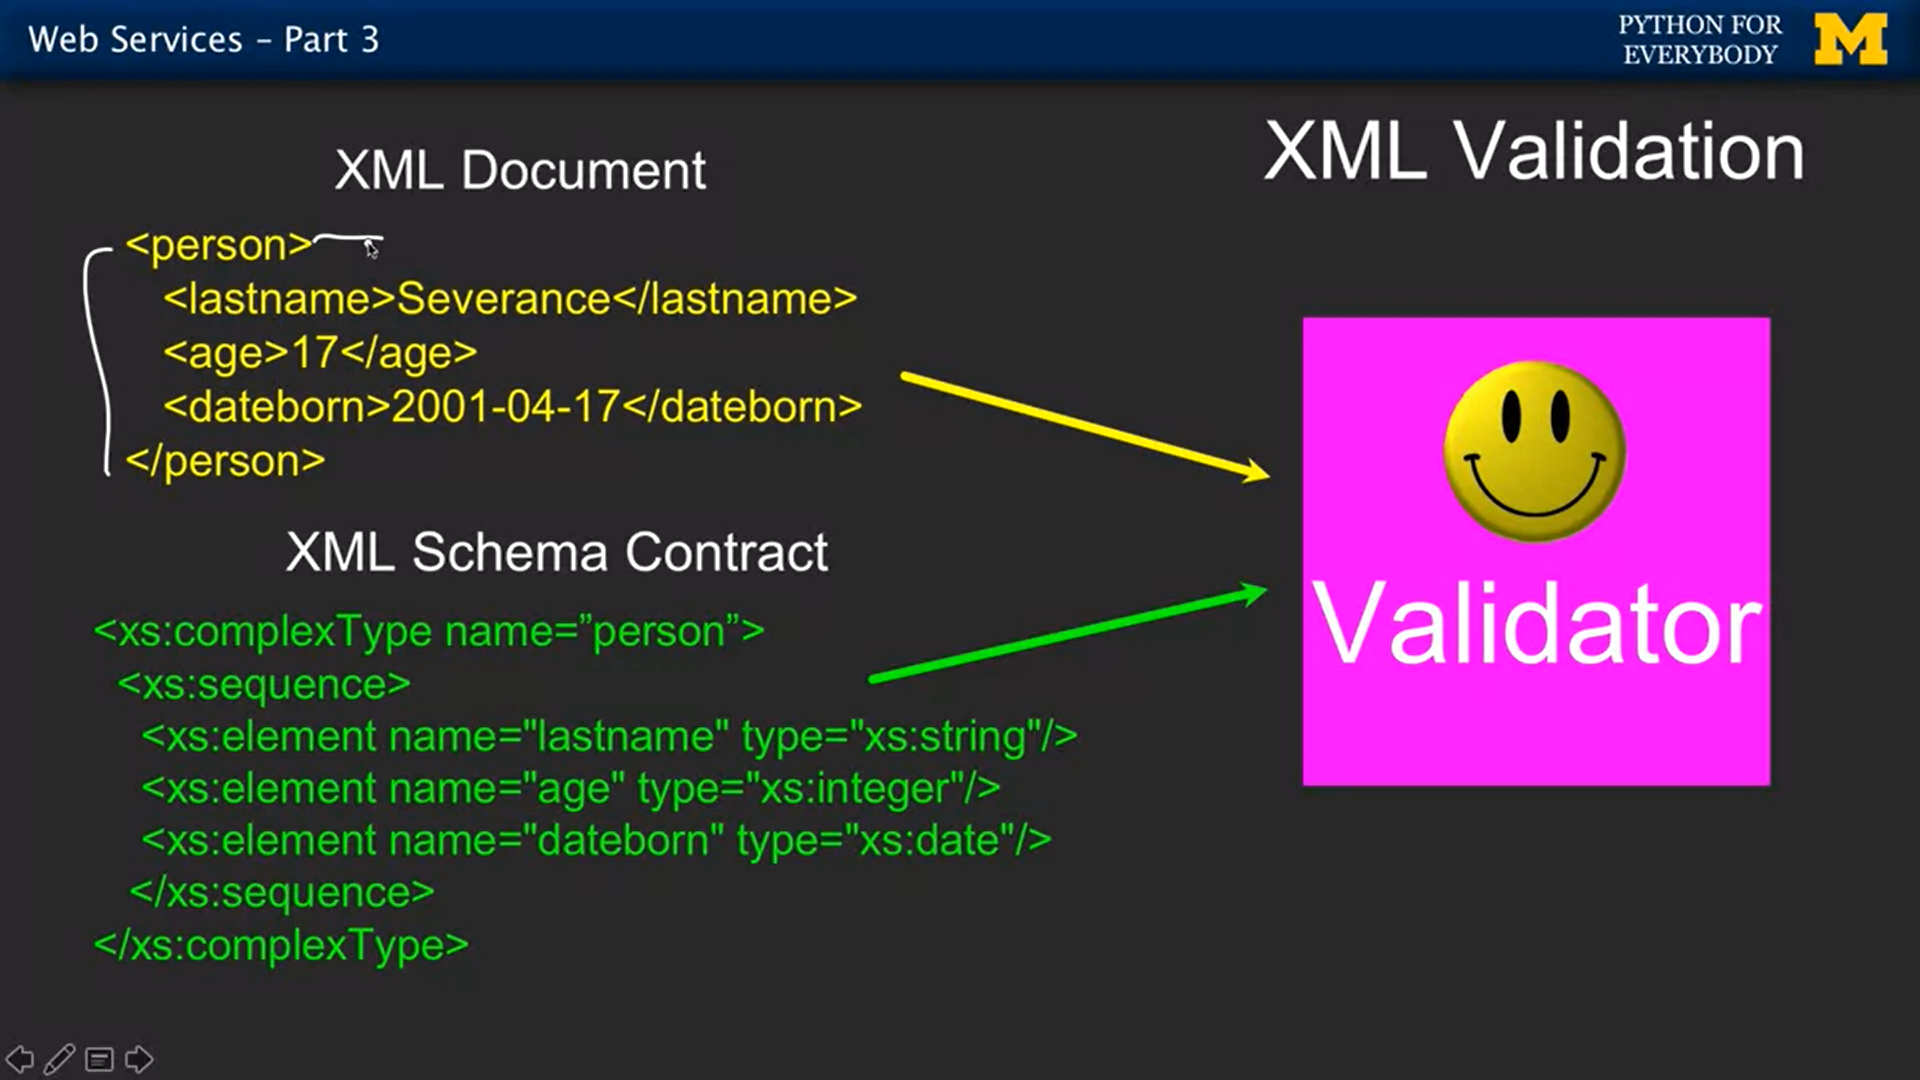 Web Services – Part 3
PYTHON FOR
EVERYBODY
M
XML Validation
XML Document
<person>
<lastname>Severance</lastname>
<age>17</age>
<dateborn>2001-04-17</dateborn>
</person>
XML Schema Contract
<xs:complexType name=”person”>
<xs:sequence>
<xs:element name="lastname" type="xs:string"/>
<xs:element name="age" type="xs:integer"/>
<xs:element name="dateborn" type="xs:date"/>
</xs:sequence>
</xs:complexType>
Validator